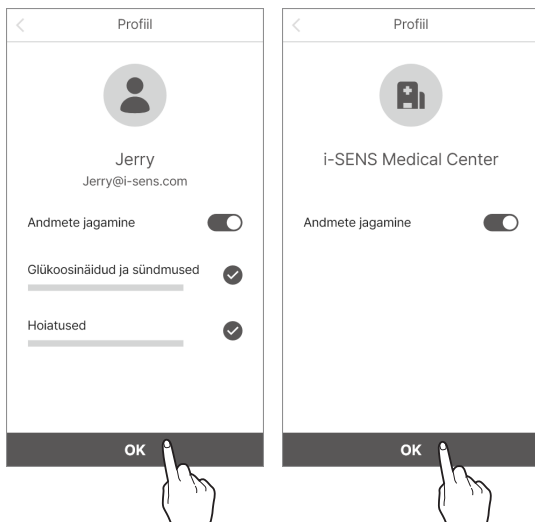 Profiil
Jerry
Jerry@i-sens.com
Andmete jagamine
Glükoosinäidud ja sündmused
Hoiatused
OK
Profiil
i-SENS Medical Center
Andmete jagamine
OK